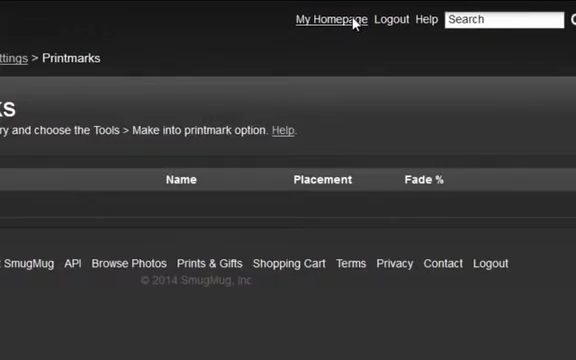 My Homepage Logout Help Search
ttings > Printmarks
KS
ry and choose the Tools > Make into printmark option. Help.
Name Placement Fade %
t SmugMug API Browse Photos Prints & Gifts Shopping Cart Terms Privacy Contact Logout
© 2014 SmugMug, Inc.